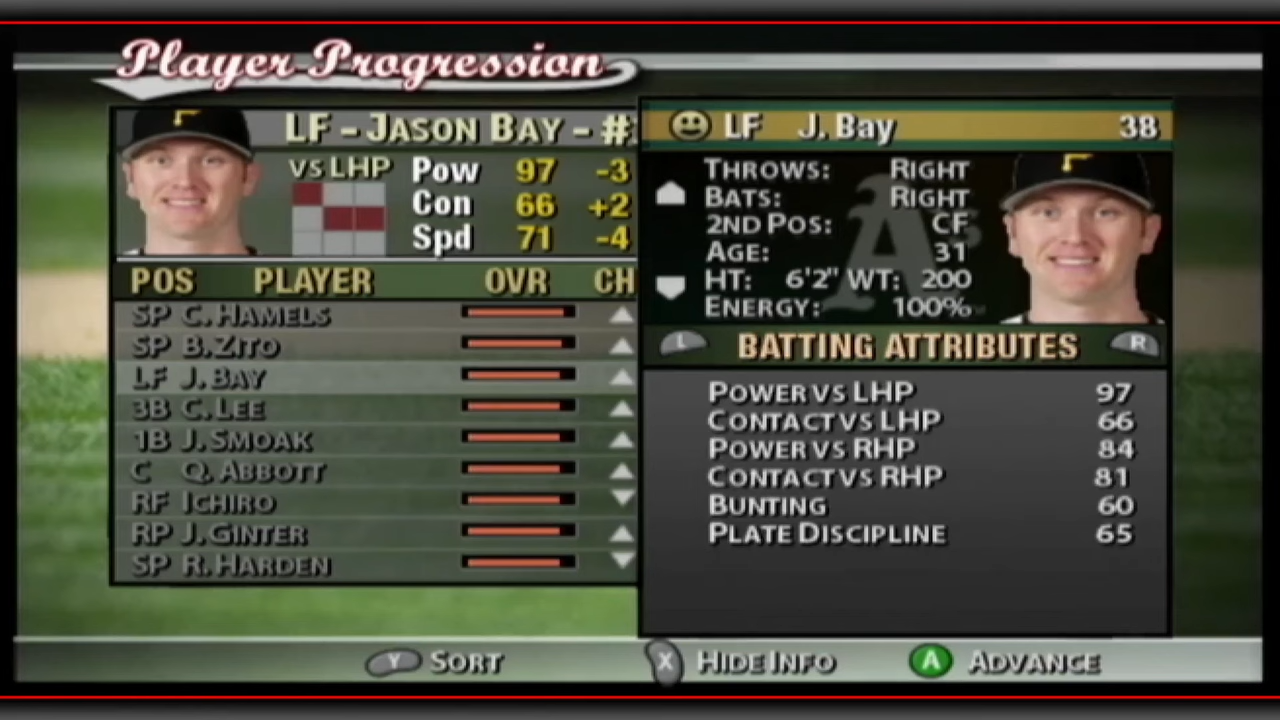 Player Progression
LF - JASON BAY - #
VS LHP Pow 97 -3
Con 66 +2
Spd 71 -4
POS PLAYER OVR CH
SP C. HAMELS
SP B. ZITO
LF J. BAY
3B C. LEE
1B J. SMOAK
C Q. ABBOTT
RF ICHIRO
RP J. GINTER
SP R. HARDEN
LF J. Bay 38
THROWS: RIGHT
BATS: RIGHT
2ND POS: CF
AGE: 31
HT: 6'2" WT: 200
ENERGY: 100%
L BATTING ATTRIBUTES R
POWER VS LHP 97
CONTACT VS LHP 66
POWER VS RHP 84
CONTACT VS RHP 81
BUNTING 60
PLATE DISCIPLINE 65
Y SORT X HIDE INFO A ADVANCE